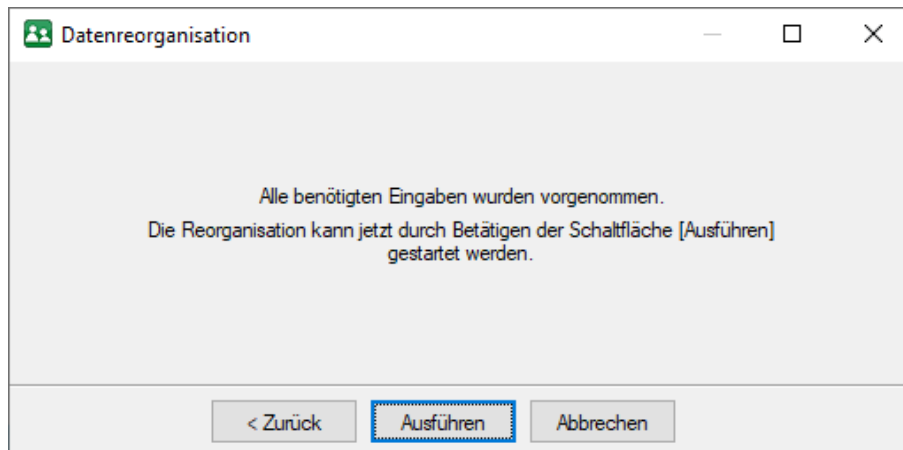 Datenreorganisation
Alle benötigten Eingaben wurden vorgenommen.
Die Reorganisation kann jetzt durch Betätigen der Schaltfläche [Ausführen]
gestartet werden.
< Zurück
Ausführen
Abbrechen